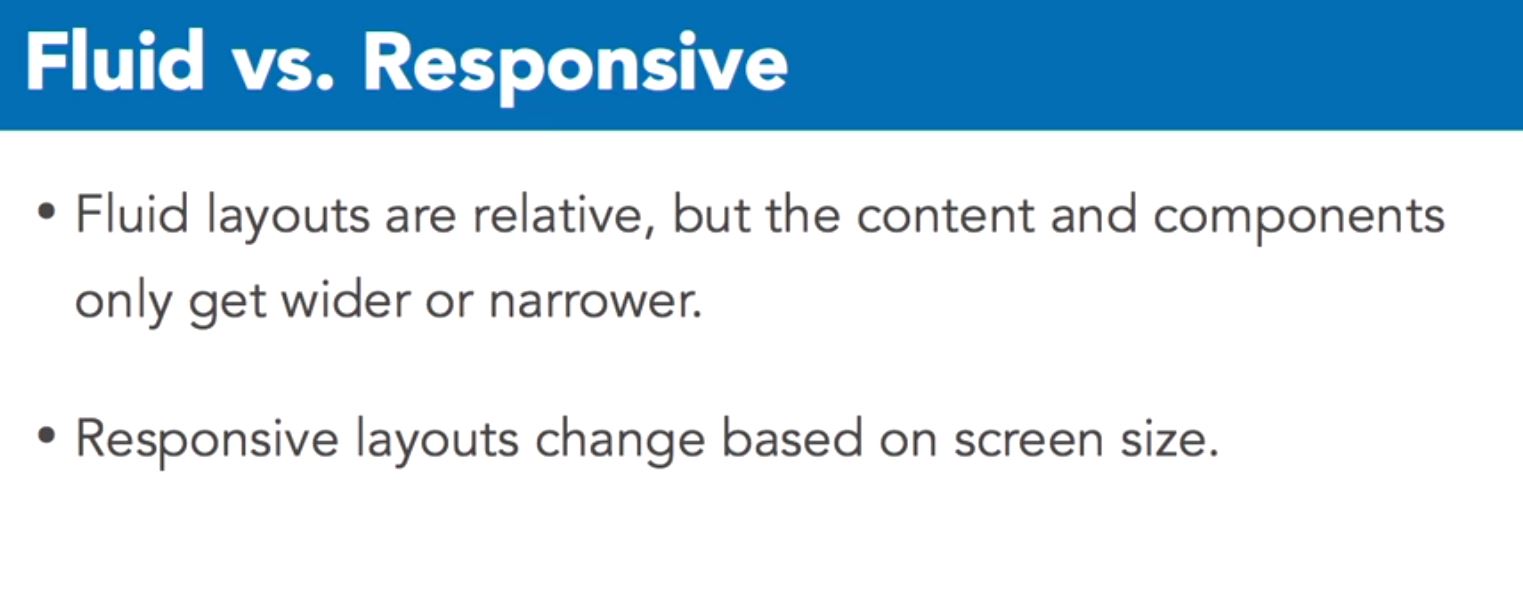 Fluid vs. Responsive
• Fluid layouts are relative, but the content and components
only get wider or narrower.
• Responsive layouts change based on screen size.